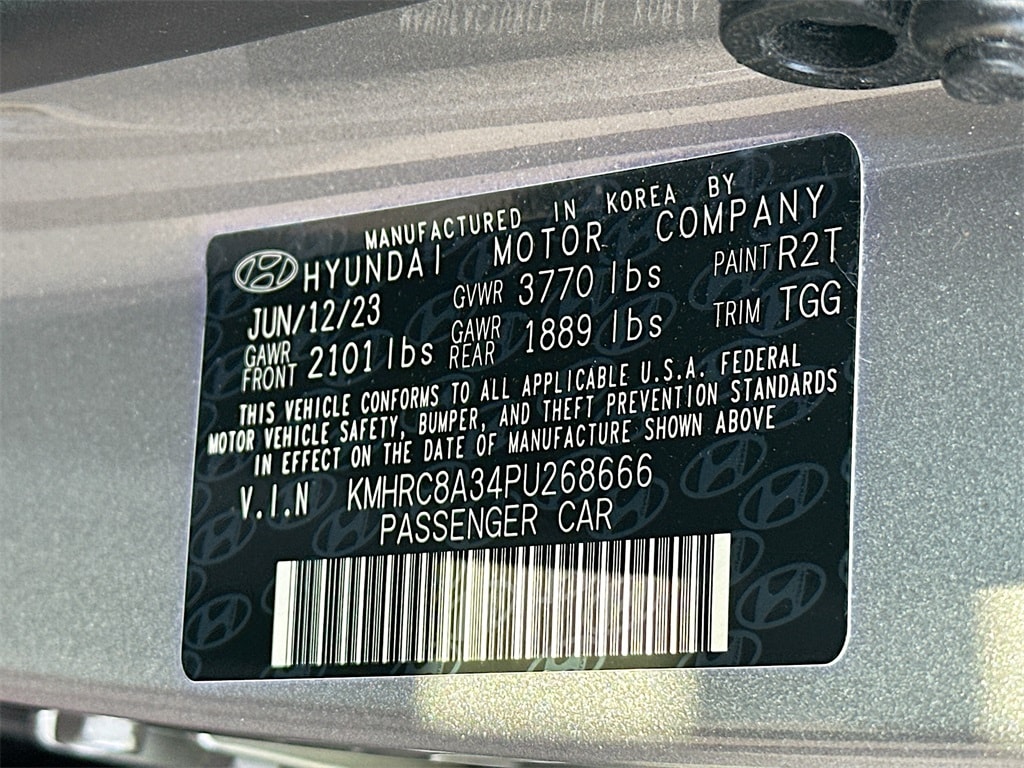 MANUFACTURED IN KOREA BY
HYUNDAI MOTOR COMPANY
JUN/12/23 GVWR 3770 lbs PAINT R2T
GAWR FRONT 2101 lbs GAWR REAR 1889 lbs TRIM TGG
THIS VEHICLE CONFORMS TO ALL APPLICABLE U.S.A. FEDERAL
MOTOR VEHICLE SAFETY, BUMPER, AND THEFT PREVENTION STANDARDS
IN EFFECT ON THE DATE OF MANUFACTURE SHOWN ABOVE
V.I.N KMHRC8A34PU268666
PASSENGER CAR